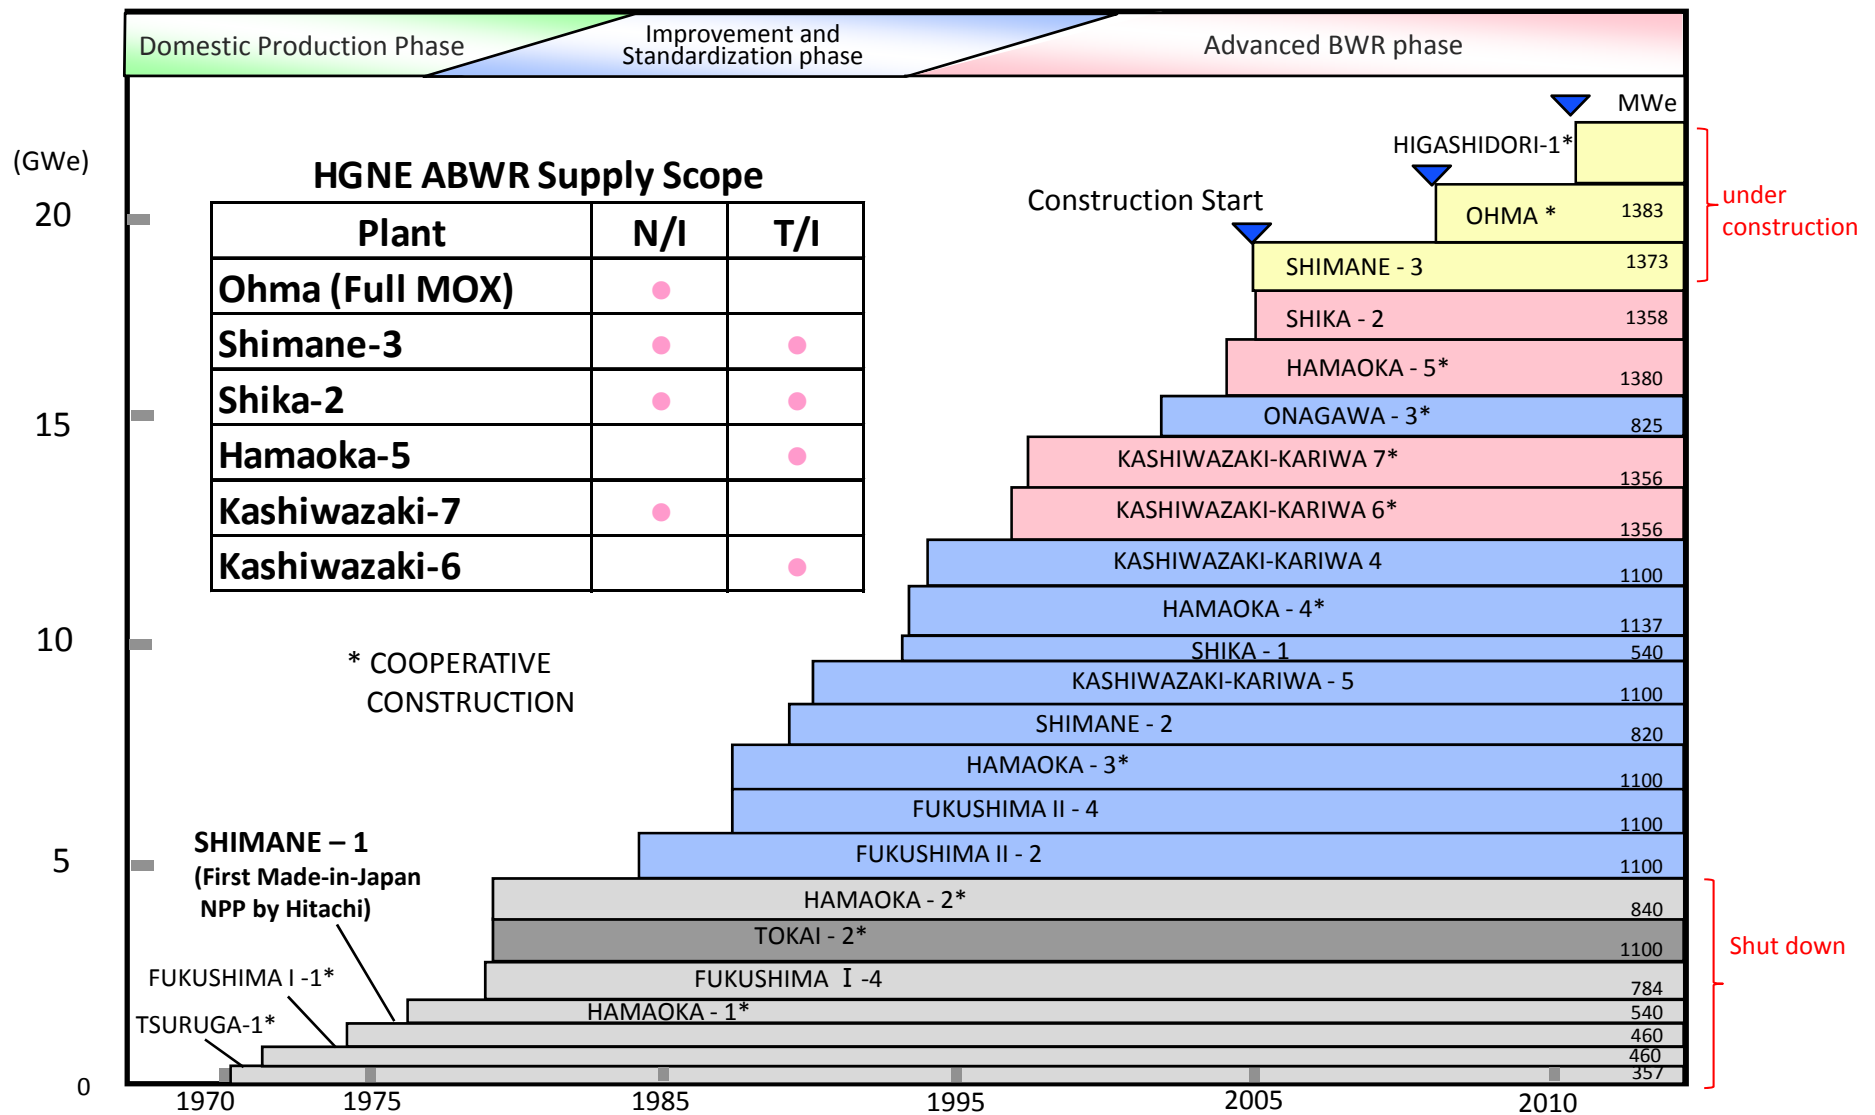 Domestic Production Phase
Improvement and
Standardization phase
Advanced BWR phase
(GWe)
20
15
10
5
0
HGNE ABWR Supply Scope
Plant N/I T/I
Ohma (Full MOX)
Shimane-3
Shika-2
Hamaoka-5
Kashiwazaki-7
Kashiwazaki-6
* COOPERATIVE
CONSTRUCTION
Construction Start
MWe
HIGASHIDORI-1*
OHMA * 1383
SHIMANE - 3 1373
under
construction
SHIKA - 2 1358
HAMAOKA - 5* 1380
ONAGAWA - 3* 825
KASHIWAZAKI-KARIWA 7* 1356
KASHIWAZAKI-KARIWA 6* 1356
KASHIWAZAKI-KARIWA 4 1100
HAMAOKA - 4* 1137
SHIKA - 1 540
KASHIWAZAKI-KARIWA - 5 1100
SHIMANE - 2 820
HAMAOKA - 3* 1100
FUKUSHIMA II - 4 1100
FUKUSHIMA II - 2 1100
HAMAOKA - 2* 840
TOKAI - 2* 1100
FUKUSHIMA Ⅰ -4 784
HAMAOKA - 1* 540
460
460
357
Shut down
SHIMANE – 1
(First Made-in-Japan
NPP by Hitachi)
FUKUSHIMA I -1*
TSURUGA-1*
1970 1975 1985 1995 2005 2010